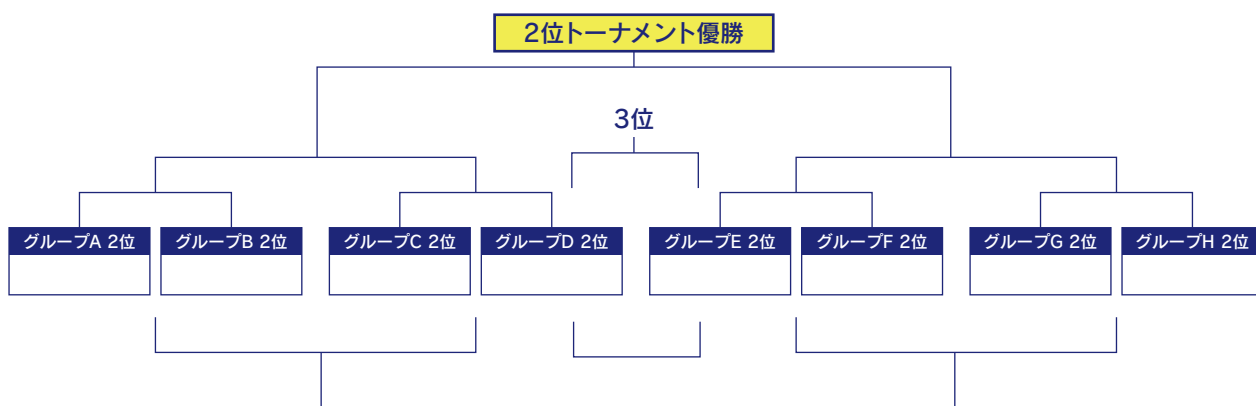 2位トーナメント優勝
3位
グループA 2位
グループB 2位
グループC 2位
グループD 2位
グループE 2位
グループF 2位
グループG 2位
グループH 2位